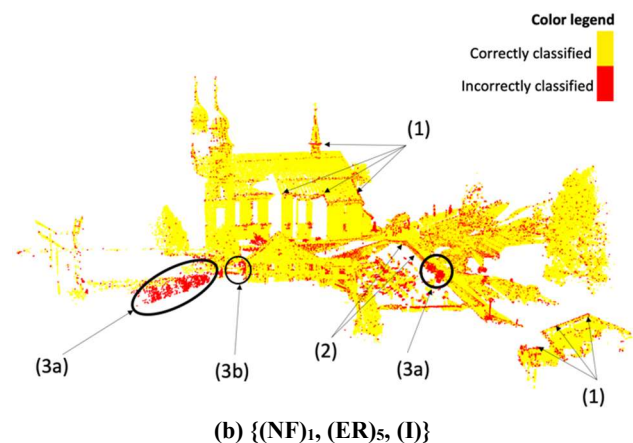 Color legend
Correctly classified
Incorrectly classified
(1)
(3a)
(3b)
(2)
(3a)
(1)
(b) {(NF)₁, (ER)₅, (I)}